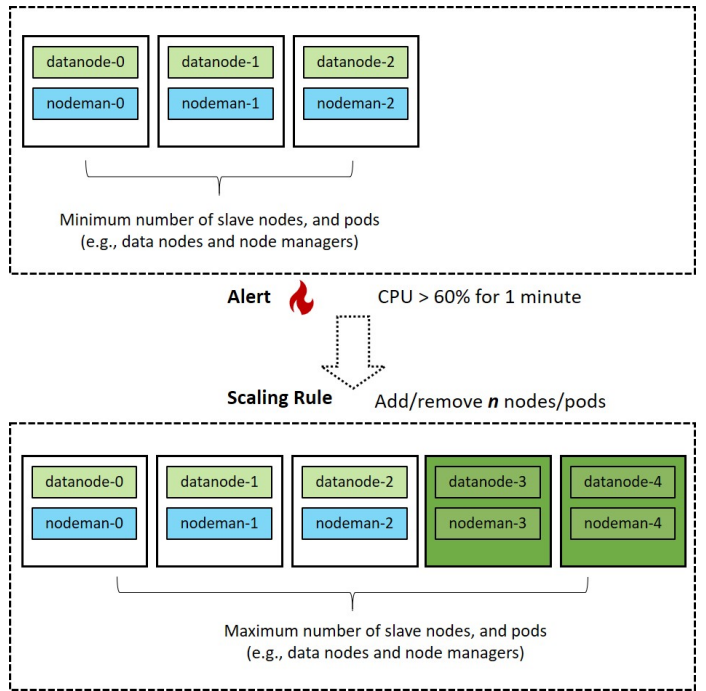 datanode-0 datanode-1 datanode-2
nodeman-0 nodeman-1 nodeman-2
Minimum number of slave nodes, and pods
(e.g., data nodes and node managers)
Alert CPU > 60% for 1 minute
Scaling Rule Add/remove n nodes/pods
datanode-0 datanode-1 datanode-2 datanode-3 datanode-4
nodeman-0 nodeman-1 nodeman-2 nodeman-3 nodeman-4
Maximum number of slave nodes, and pods
(e.g., data nodes and node managers)